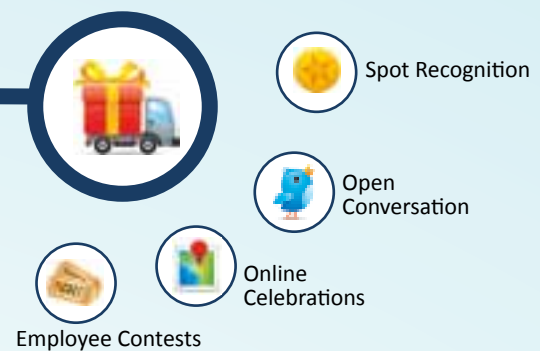 Spot Recognition
Open
Conversation
Online
Celebrations
Employee Contests